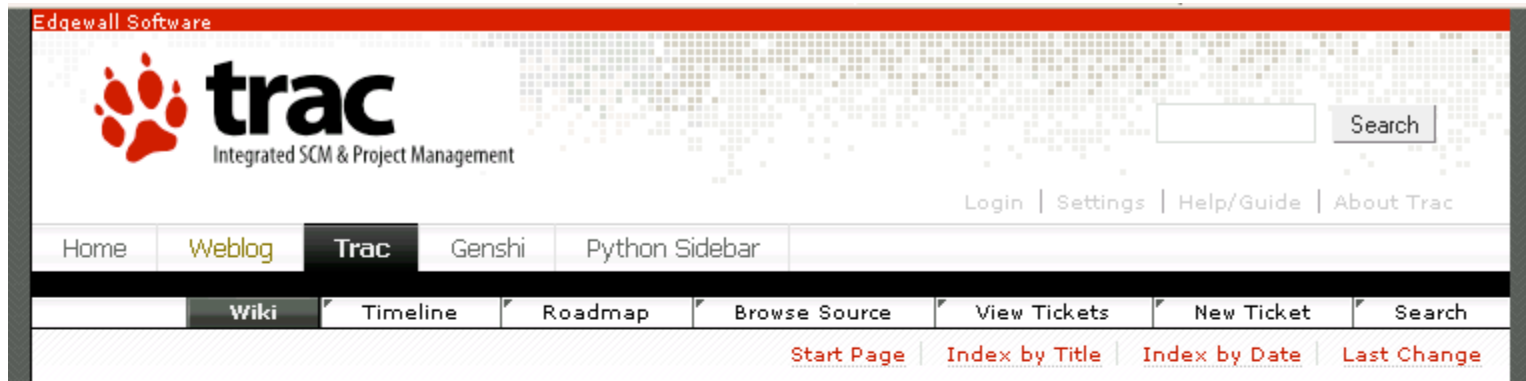 Edgewall Software
trac
Integrated SCM & Project Management
Search
Login | Settings | Help/Guide | About Trac
Home Weblog Trac Genshi Python Sidebar
Wiki Timeline Roadmap Browse Source View Tickets New Ticket Search
Start Page Index by Title Index by Date Last Change